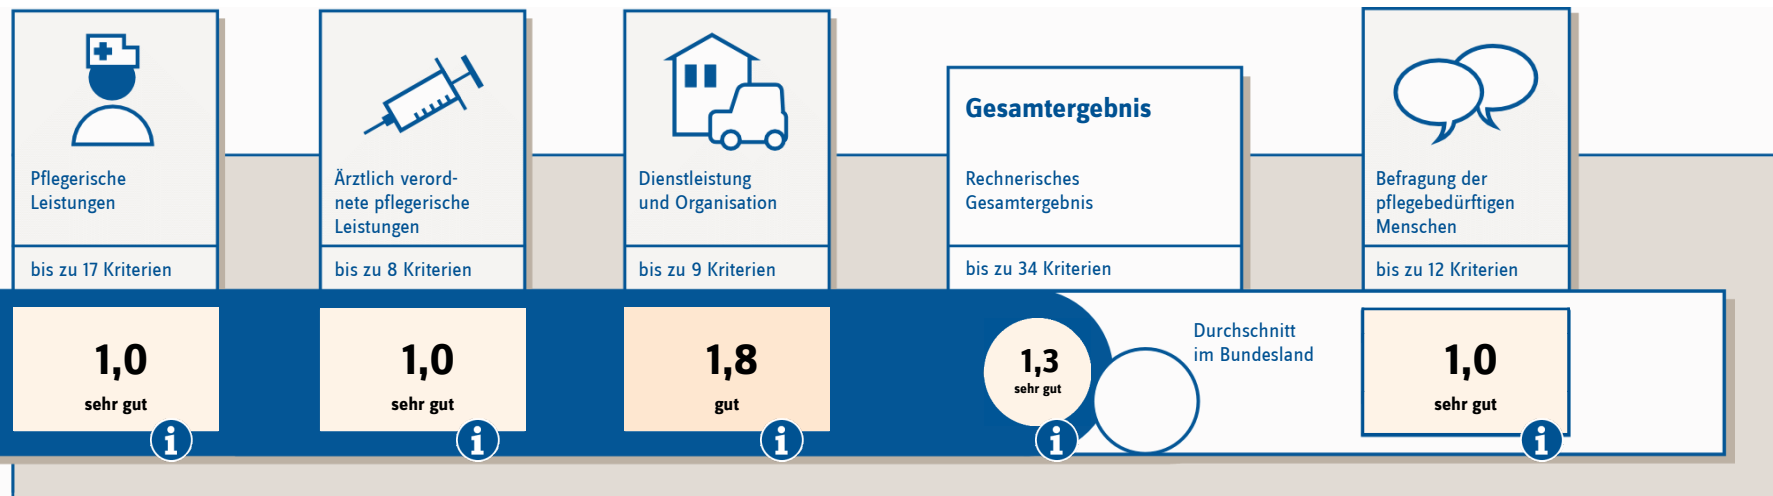 Pflegerische
Leistungen
bis zu 17 Kriterien
1,0
sehr gut
i
Ärztlich verord-
nete pflegerische
Leistungen
bis zu 8 Kriterien
1,0
sehr gut
i
Dienstleistung
und Organisation
bis zu 9 Kriterien
1,8
gut
i
Gesamtergebnis
Rechnerisches
Gesamtergebnis
bis zu 34 Kriterien
1,3
sehr gut
i
Durchschnitt
im Bundesland
Befragung der
pflegebedürftigen
Menschen
bis zu 12 Kriterien
1,0
sehr gut
i